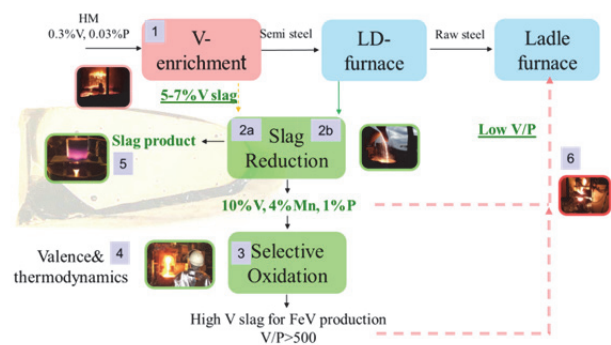 HM
0.3%V, 0.03%P
1
V-
enrichment
Semi steel
LD-
furnace
Raw steel
Ladle
furnace
5-7%V slag
Low V/P
2a
2b
Slag
Reduction
Slag product
5
6
10%V, 4%Mn, 1%P
Valence&
thermodynamics
4
3
Selective
Oxidation
High V slag for FeV production
V/P>500